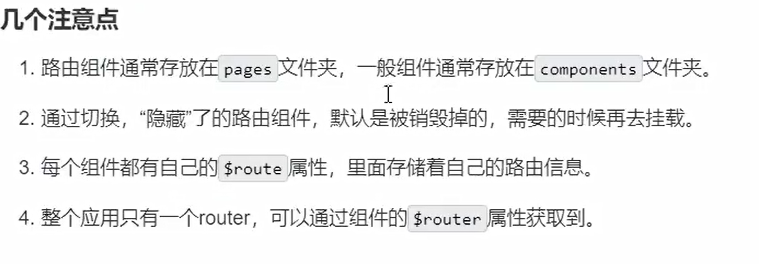 几个注意点
1. 路由组件通常存放在pages文件夹，一般组件通常存放在components文件夹。
2. 通过切换，“隐藏”了的路由组件，默认是被销毁掉的，需要的时候再去挂载。
3. 每个组件都有自己的$route属性，里面存储着自己的路由信息。
4. 整个应用只有一个router，可以通过组件的$router属性获取到。